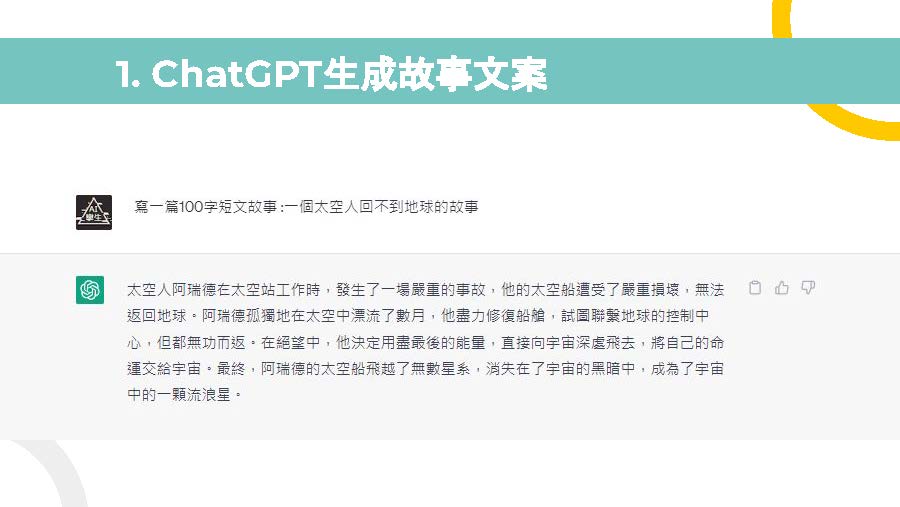 1. ChatGPT生成故事文案
AI
學生
寫一篇100字短文故事:一個太空人回不到地球的故事
太空人阿瑞德在太空站工作時，發生了一場嚴重的事故，他的太空船遭受了嚴重損壞，無法
返回地球。阿瑞德孤獨地在太空中漂流了數月，他盡力修復船艙，試圖聯繫地球的控制中
心，但都無功而返。在絕望中，他決定用盡最後的能量，直接向宇宙深處飛去，將自己的命
運交給宇宙。最終，阿瑞德的太空船飛越了無數星系，消失在了宇宙的黑暗中，成為了宇宙
中的一顆流浪星。